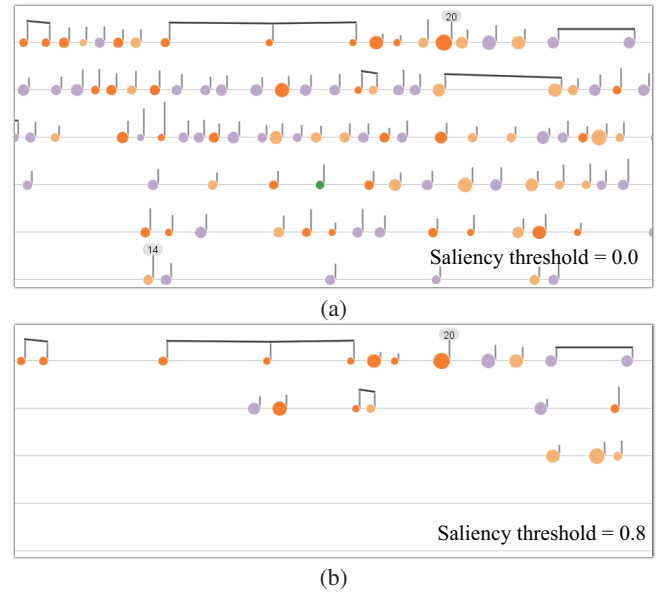 20
14
Saliency threshold = 0.0
(a)
20
Saliency threshold = 0.8
(b)